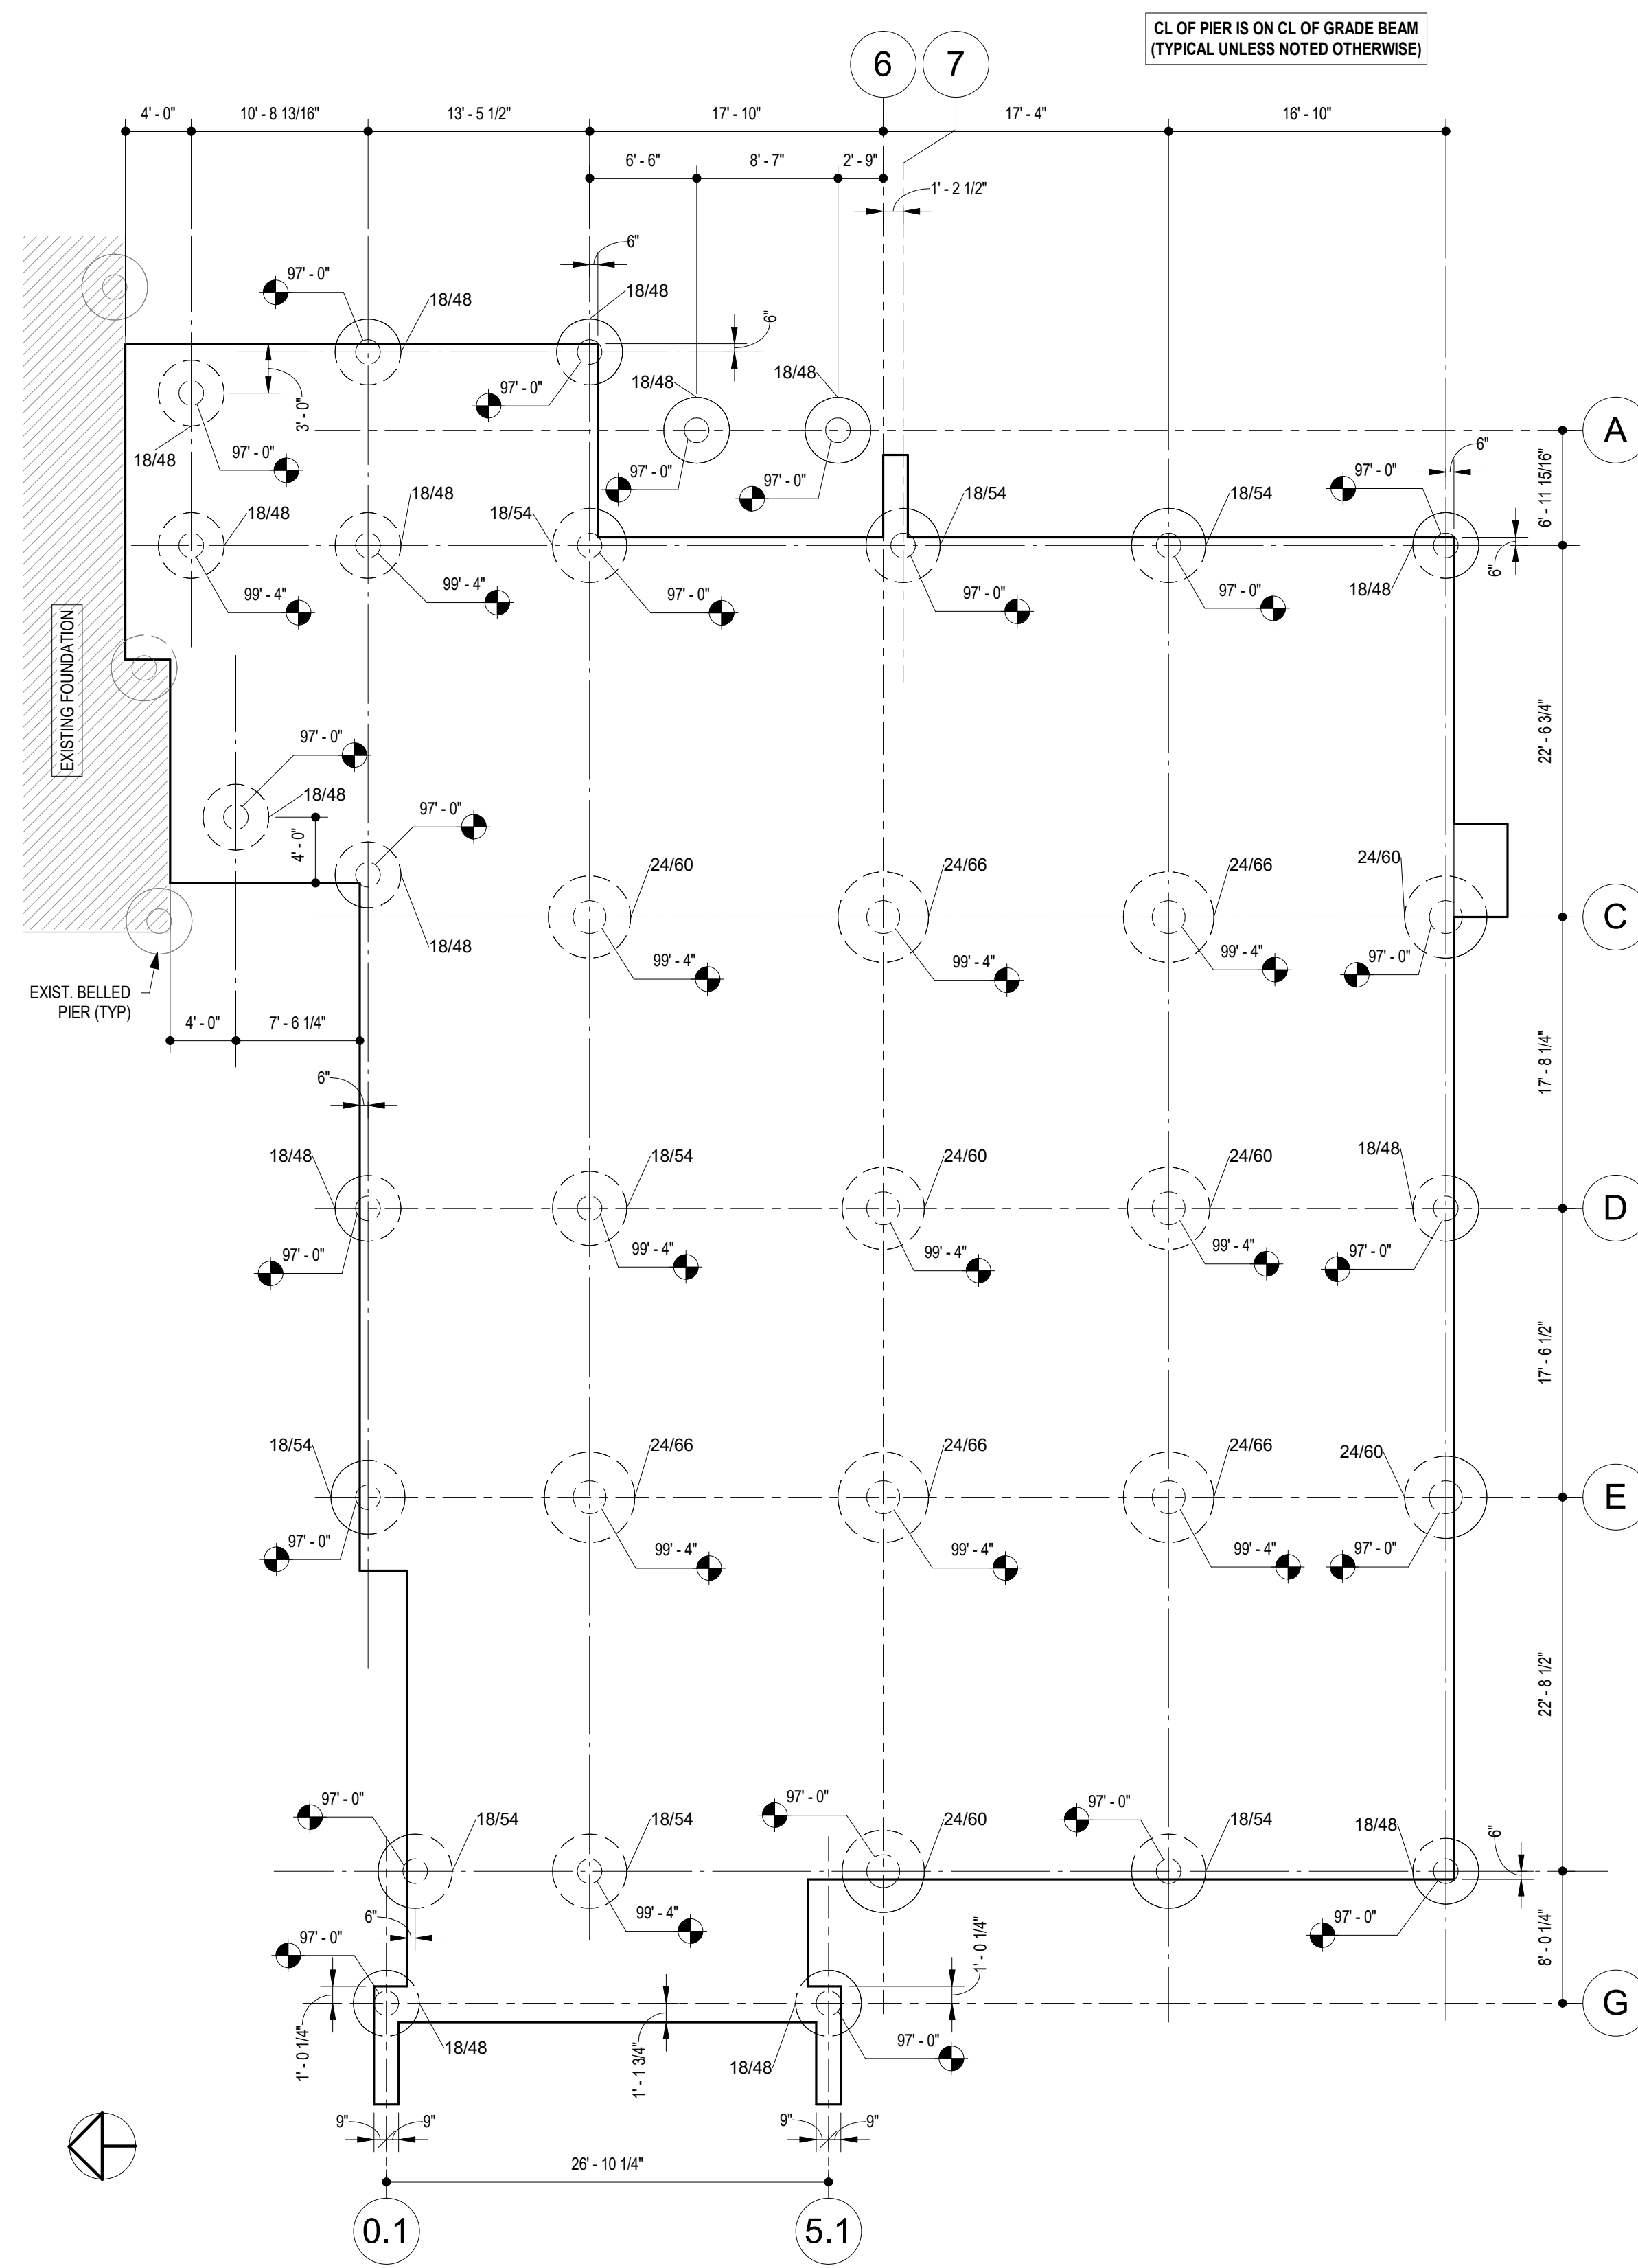 CL OF PIER IS ON CL OF GRADE BEAM
(TYPICAL UNLESS NOTED OTHERWISE)
6
7
4' - 0"
10' - 8 13/16"
13' - 5 1/2"
17' - 10"
17' - 4"
16' - 10"
6' - 6"
8' - 7"
2' - 9"
1' - 2 1/2"
6"
97' - 0"
18/48
18/48
6"
97' - 0"
18/48
18/48
3' - 0"
A
18/48
97' - 0"
97' - 0"
97' - 0"
97' - 0"
6"
6' - 11 15/16"
18/48
18/48
18/54
18/54
18/54
18/48
6"
99' - 4"
99' - 4"
97' - 0"
97' - 0"
97' - 0"
EXISTING FOUNDATION
97' - 0"
18/48
4' - 0"
97' - 0"
22' - 6 3/4"
24/60
24/66
24/66
24/60
C
18/48
99' - 4"
99' - 4"
99' - 4"
97' - 0"
EXIST. BELLED
PIER (TYP)
4' - 0"
7' - 6 1/4"
6"
17' - 8 1/4"
18/48
18/54
24/60
24/60
18/48
D
97' - 0"
99' - 4"
99' - 4"
99' - 4"
97' - 0"
17' - 6 1/2"
18/54
24/66
24/66
24/66
24/60
E
97' - 0"
99' - 4"
99' - 4"
99' - 4"
97' - 0"
22' - 8 1/2"
97' - 0"
18/54
18/54
97' - 0"
24/60
97' - 0"
18/54
18/48
6"
6"
99' - 4"
97' - 0"
97' - 0"
1' - 0 1/4"
8' - 0 1/4"
G
1' - 0 1/4"
18/48
1' - 1 3/4"
18/48
97' - 0"
9"
9"
9"
9"
26' - 10 1/4"
0.1
5.1